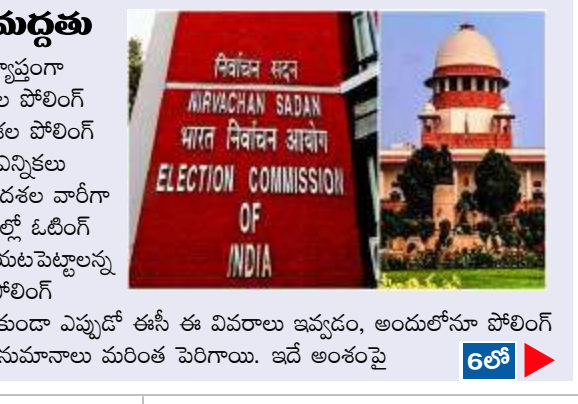 మద్దతు
వ్యాప్తంగా
ల పోలింగ్
శల పోలింగ్
ఎన్నికలు
దశల వారీగా
ల్లో ఓటింగ్
యటపెట్టాలన్న
పోలింగ్
కుండా ఎప్పుడో ఈసీ ఈ వివరాలు ఇవ్వడం, అందులోనూ పోలింగ్
నుమానాలు మరింత పెరిగాయి. ఇదే అంశంపై
6లో
निर्वाचन सदन
NIRVACHAN SADAN
भारत निर्वाचन आयोग
ELECTION COMMISSION
OF
INDIA